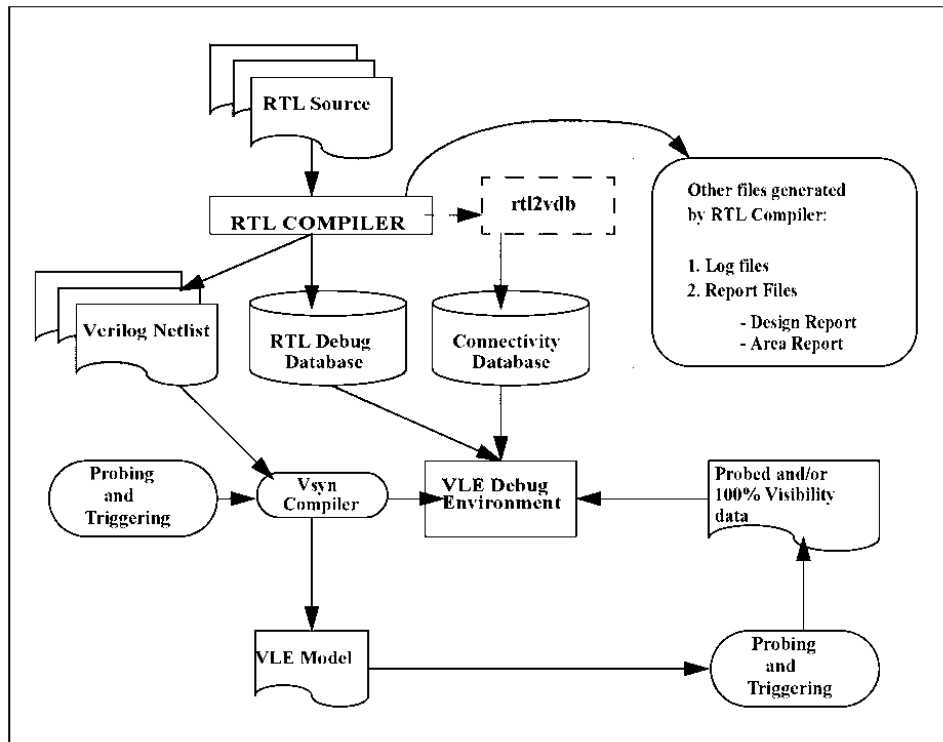 RTL Source
RTL COMPILER
rtl2vdb
Other files generated
by RTL Compiler:
1. Log files
2. Report Files
- Design Report
- Area Report
Verilog Netlist
RTL Debug
Database
Connectivity
Database
Probing
and
Triggering
Vsyn
Compiler
VLE Debug
Environment
Probed and/or
100% Visibility
data
VLE Model
Probing
and
Triggering